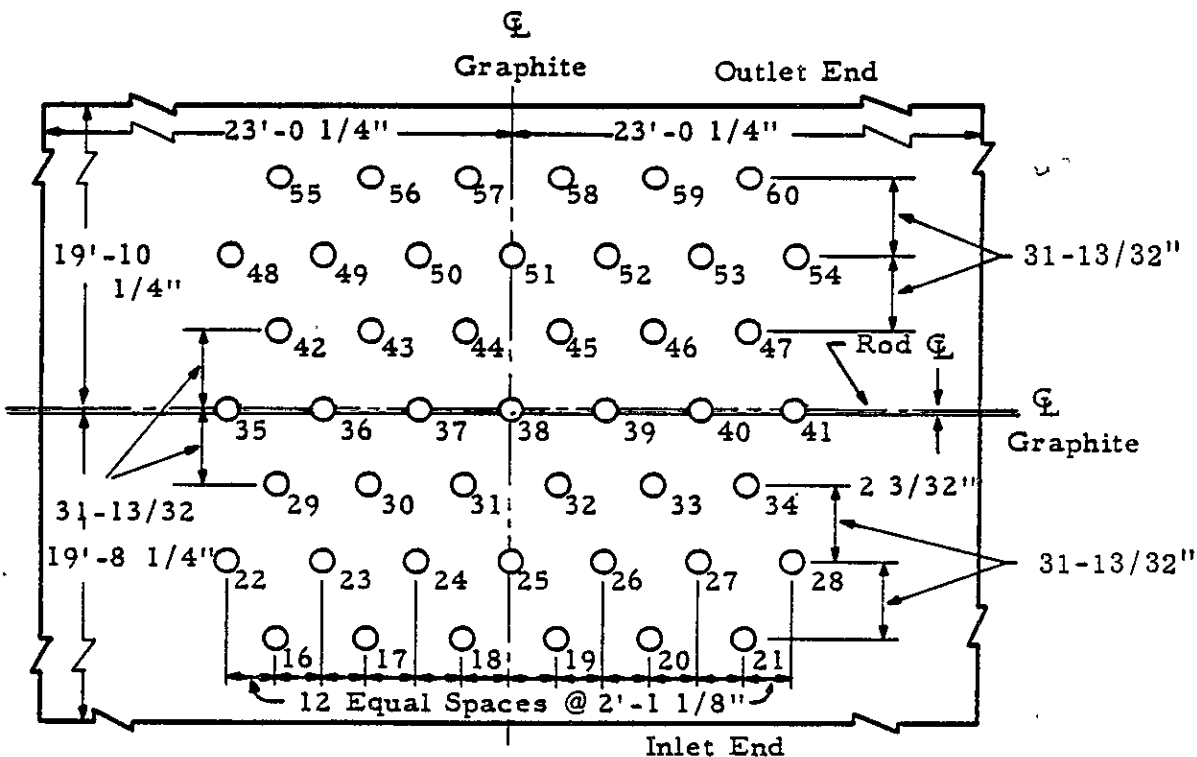 ℄
Graphite
Outlet End
23'-0 1/4" 23'-0 1/4"
55 56 57 58 59 60
19'-10
1/4"
31-13/32"
48 49 50 51 52 53 54
42 43 44 45 46 47
Rod ℄
℄
Graphite
35 36 37 38 39 40 41
2 3/32"
29 30 31 32 33 34
31-13/32
19'-8 1/4"
31-13/32"
22 23 24 25 26 27 28
16 17 18 19 20 21
12 Equal Spaces @ 2'-1 1/8"
Inlet End